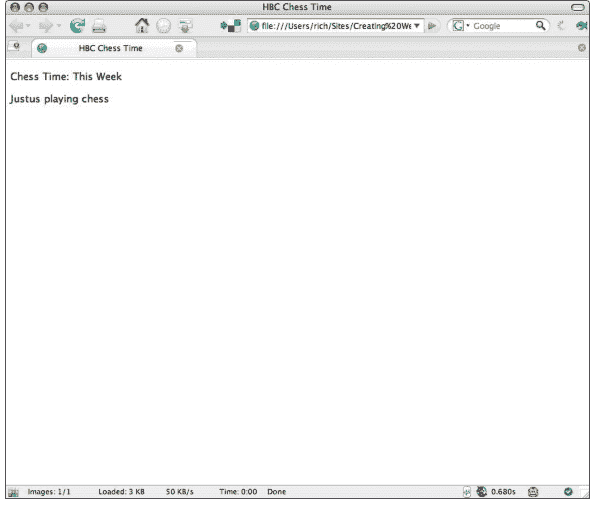 HBC Chess Time
file:///Users/rich/Sites/Creating%20We
Google
HBC Chess Time
Chess Time: This Week
Justus playing chess
Images: 1/1 Loaded: 3 KB 50 KB/s Time: 0:00 Done 0.680s